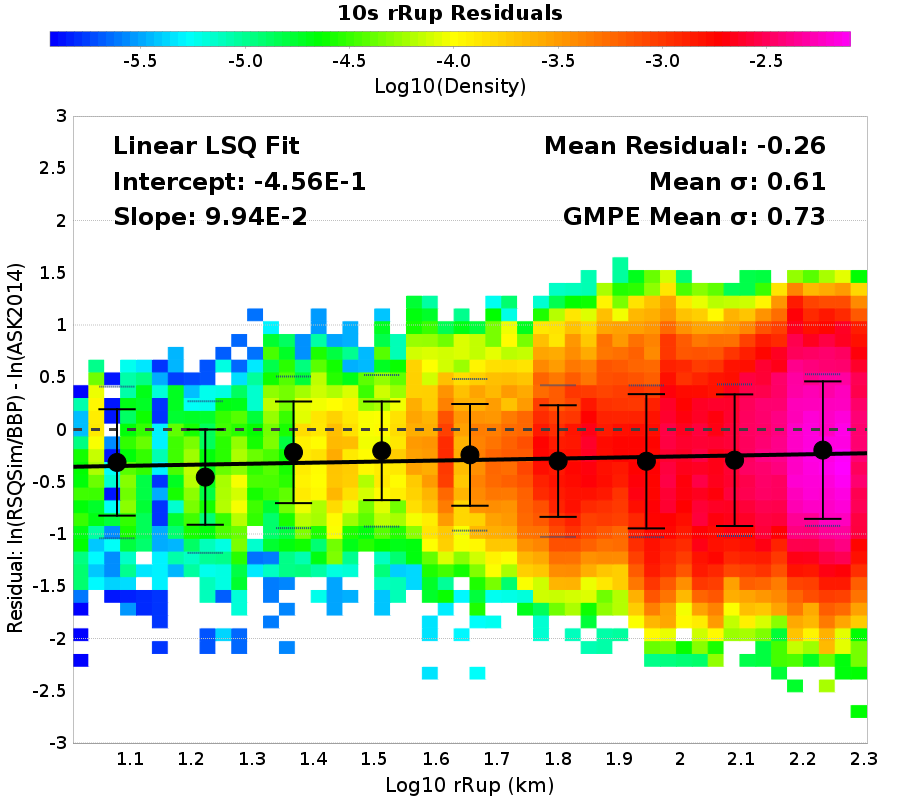 10s rRup Residuals
-5.5 -5.0 -4.5 -4.0 -3.5 -3.0 -2.5
Log10(Density)
Linear LSQ Fit
Intercept: -4.56E-1
Slope: 9.94E-2
Mean Residual: -0.26
Mean σ: 0.61
GMPE Mean σ: 0.73
Residual: ln(RSQSim/BBP) - ln(ASK2014)
3
2.5
2
1.5
1
0.5
0
-0.5
-1
-1.5
-2
-2.5
-3
1.1 1.2 1.3 1.4 1.5 1.6 1.7 1.8 1.9 2 2.1 2.2 2.3
Log10 rRup (km)